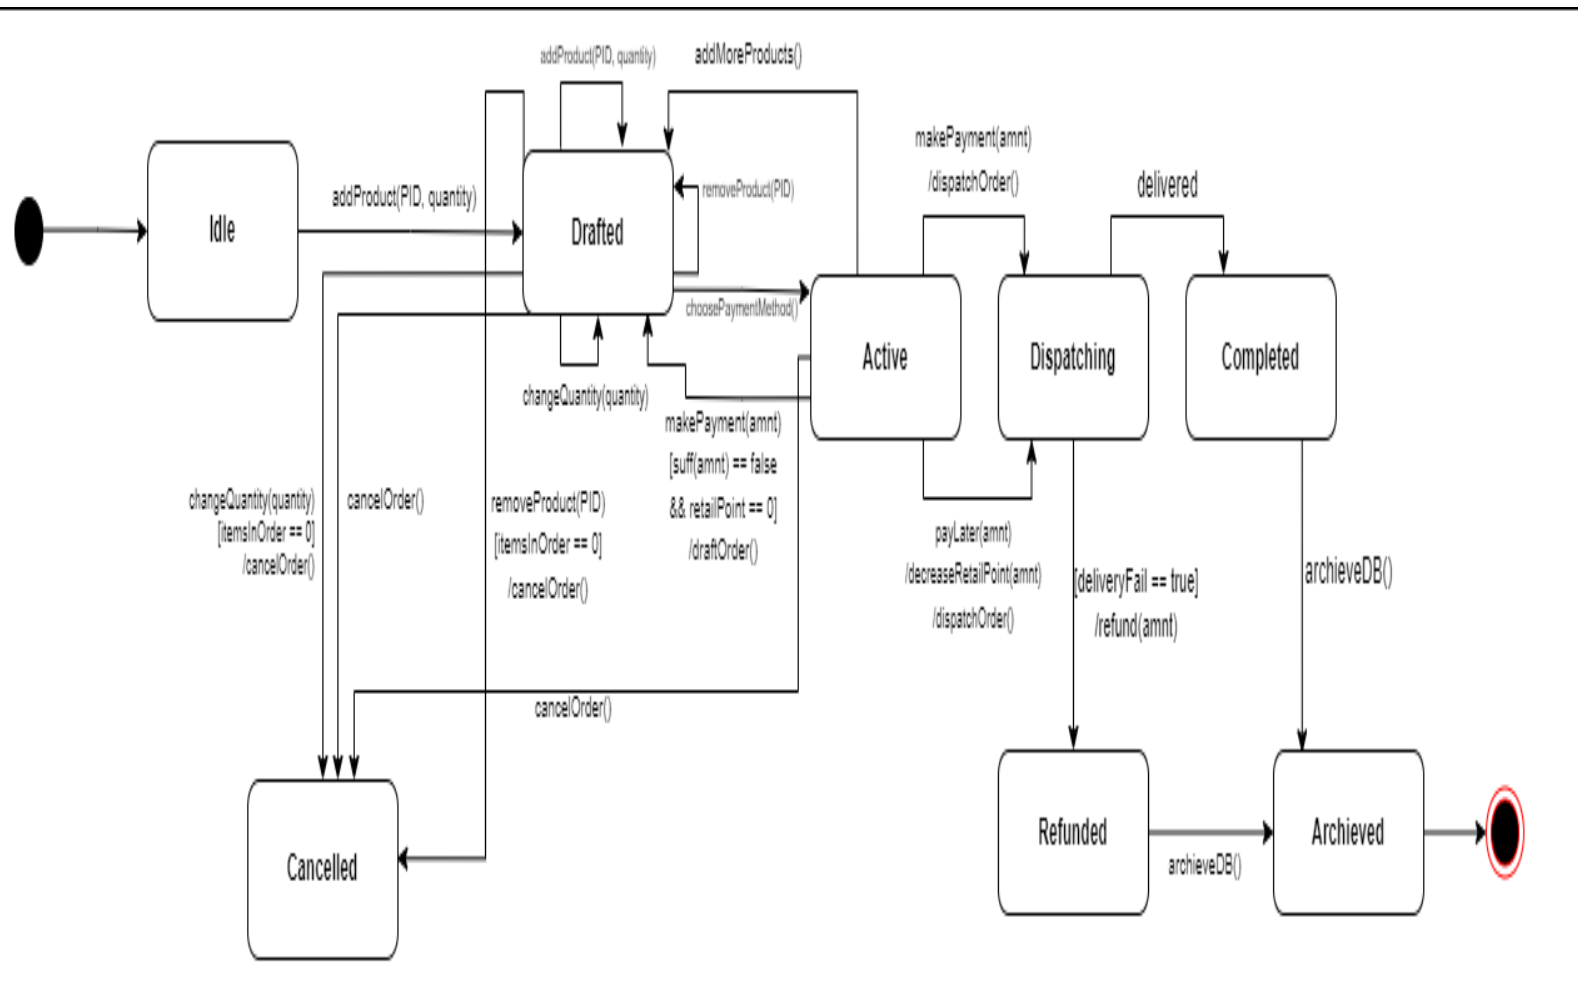 addProduct(PID, quantity)
addMoreProducts()
makePayment(amnt)
/dispatchOrder()
delivered
addProduct(PID, quantity)
removeProduct(PID)
Idle
Drafted
choosePaymentMethod()
Active
Dispatching
Completed
changeQuantity(quantity)
makePayment(amnt)
[suff(amnt) == false
&& retailPoint == 0]
/draftOrder()
changeQuantity(quantity)
[itemsInOrder == 0]
/cancelOrder()
cancelOrder()
removeProduct(PID)
[itemsInOrder == 0]
/cancelOrder()
payLater(amnt)
/decreaseRetailPoint(amnt)
/dispatchOrder()
[deliveryFail == true]
/refund(amnt)
archieveDB()
cancelOrder()
Cancelled
Refunded
archieveDB()
Archieved